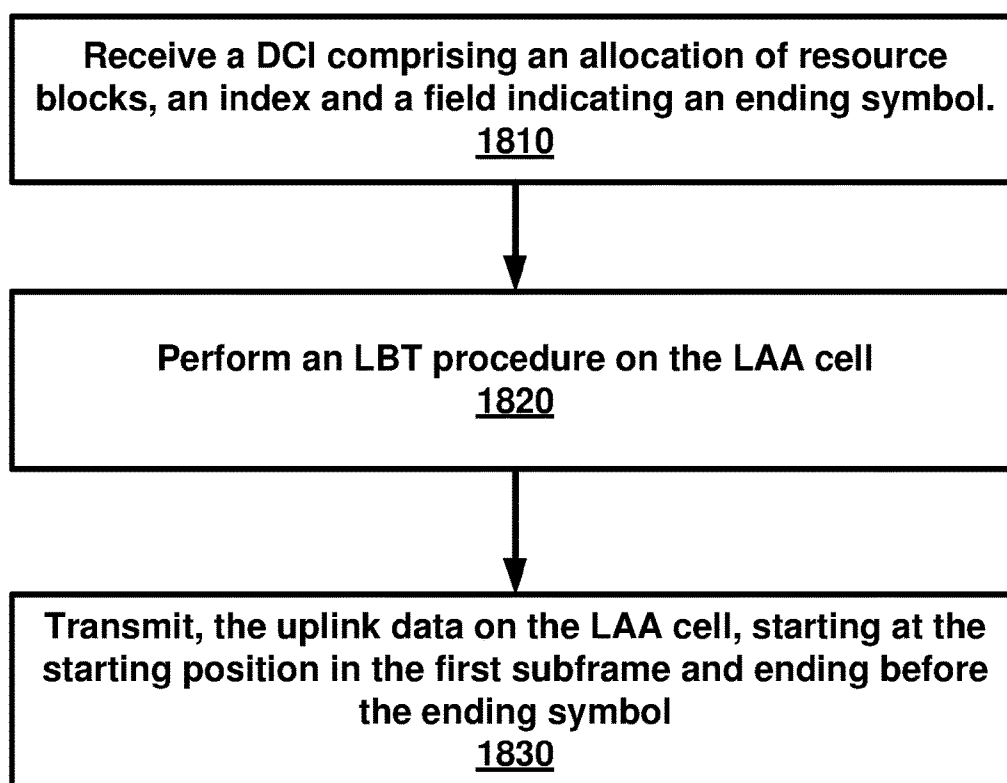 Receive a DCI comprising an allocation of resource
blocks, an index and a field indicating an ending symbol.
1810
Perform an LBT procedure on the LAA cell
1820
Transmit, the uplink data on the LAA cell, starting at the
starting position in the first subframe and ending before
the ending symbol
1830